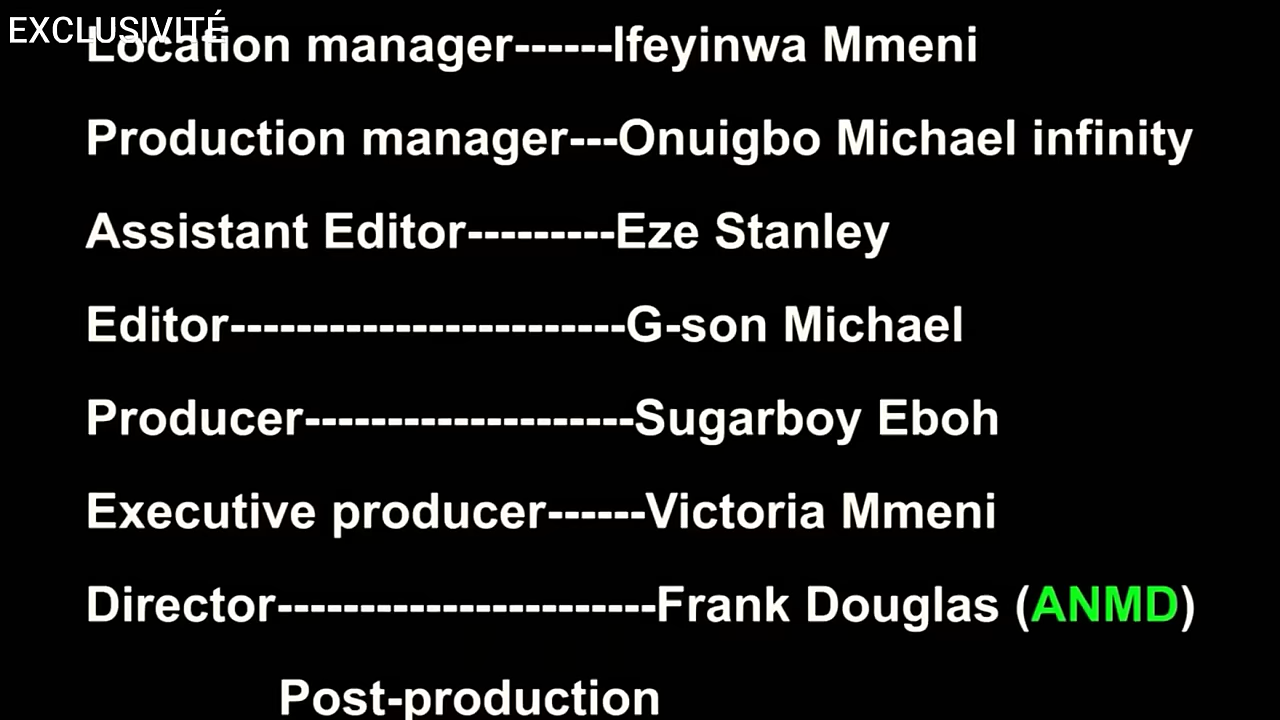 EXCLUSIVITÉ
Location manager------Ifeyinwa Mmeni
Production manager---Onuigbo Michael infinity
Assistant Editor---------Eze Stanley
Editor------------------------G-son Michael
Producer--------------------Sugarboy Eboh
Executive producer------Victoria Mmeni
Director-----------------------Frank Douglas (ANMD)
Post-production